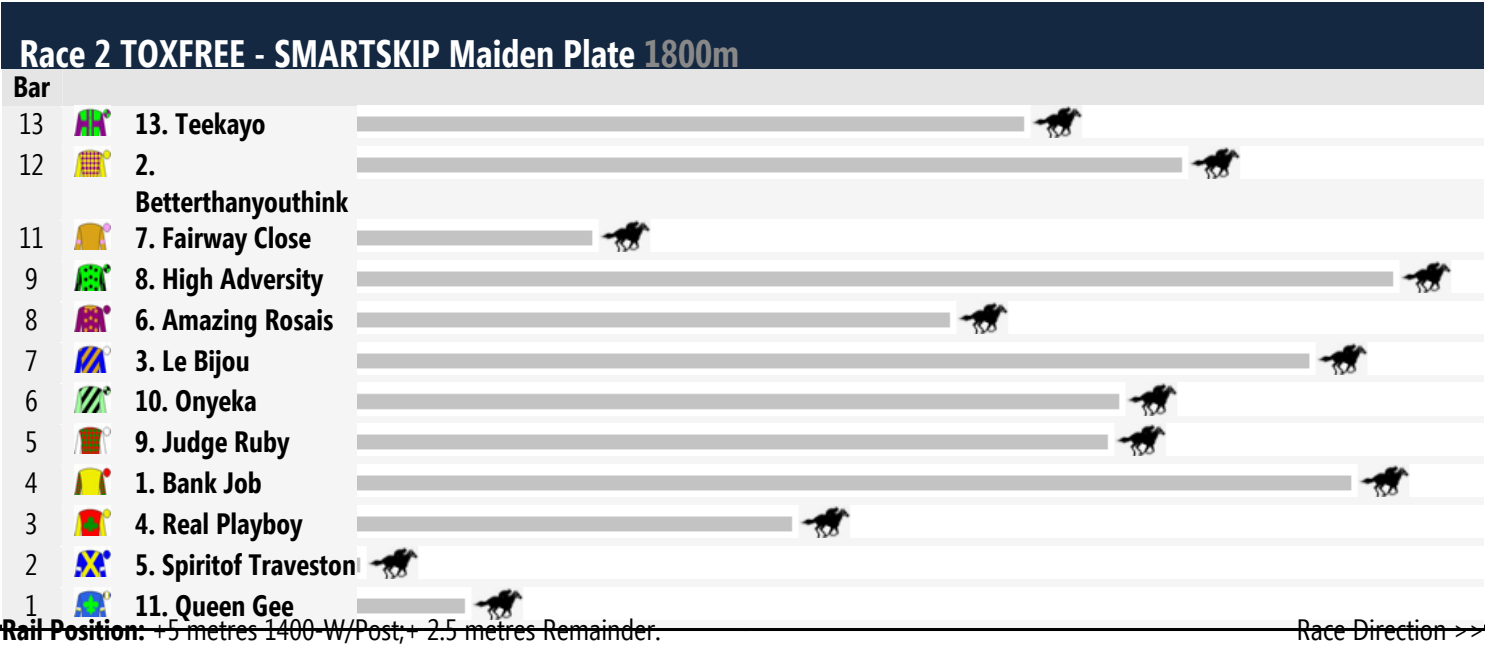 Race 2 TOXFREE - SMARTSKIP Maiden Plate 1800m
Bar
13 13. Teekayo
12 2.
Betterthanyouthink
11 7. Fairway Close
9 8. High Adversity
8 6. Amazing Rosais
7 3. Le Bijou
6 10. Onyeka
5 9. Judge Ruby
4 1. Bank Job
3 4. Real Playboy
2 5. Spiritof Traveston
1 11. Queen Gee
Rail Position: +5 metres 1400-W/Post;+ 2.5 metres Remainder. Race Direction >>